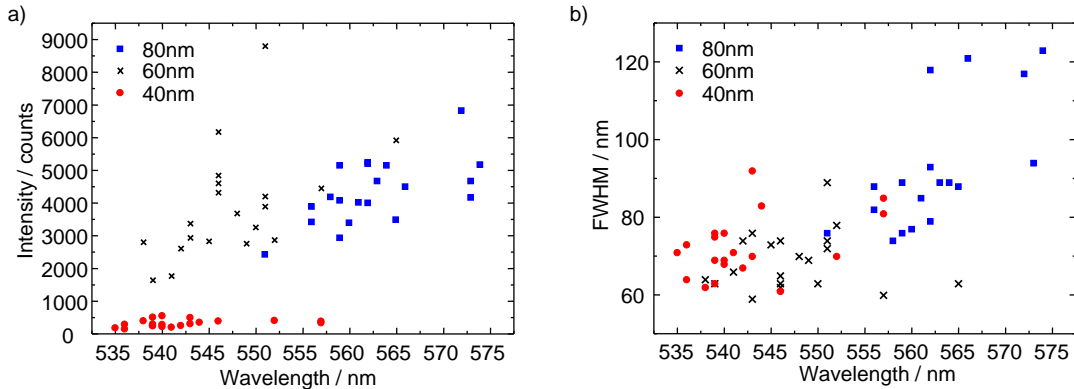 a)
9000
8000
7000
6000
5000
4000
3000
2000
1000
0
Intensity / counts
80nm
60nm
40nm
535 540 545 550 555 560 565 570 575
Wavelength / nm
b)
120
100
80
60
FWHM / nm
80nm
60nm
40nm
535 540 545 550 555 560 565 570 575
Wavelength / nm